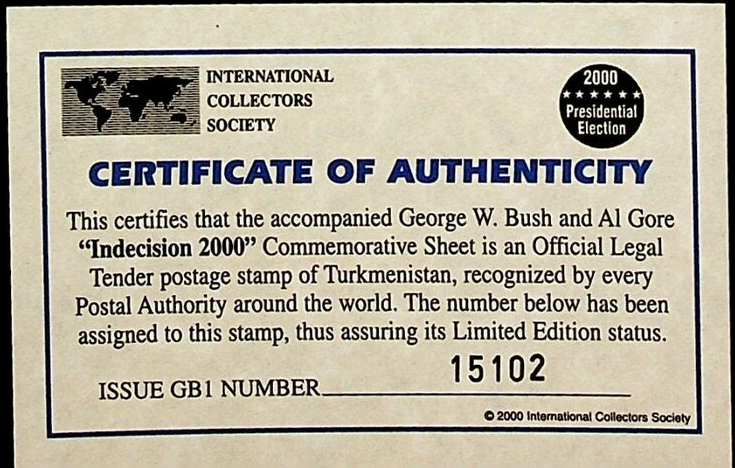 INTERNATIONAL
COLLECTORS
SOCIETY
2000
Presidential
Election
CERTIFICATE OF AUTHENTICITY
This certifies that the accompanied George W. Bush and Al Gore
“Indecision 2000” Commemorative Sheet is an Official Legal
Tender postage stamp of Turkmenistan, recognized by every
Postal Authority around the world. The number below has been
assigned to this stamp, thus assuring its Limited Edition status.
15102
ISSUE GB1 NUMBER
© 2000 International Collectors Society